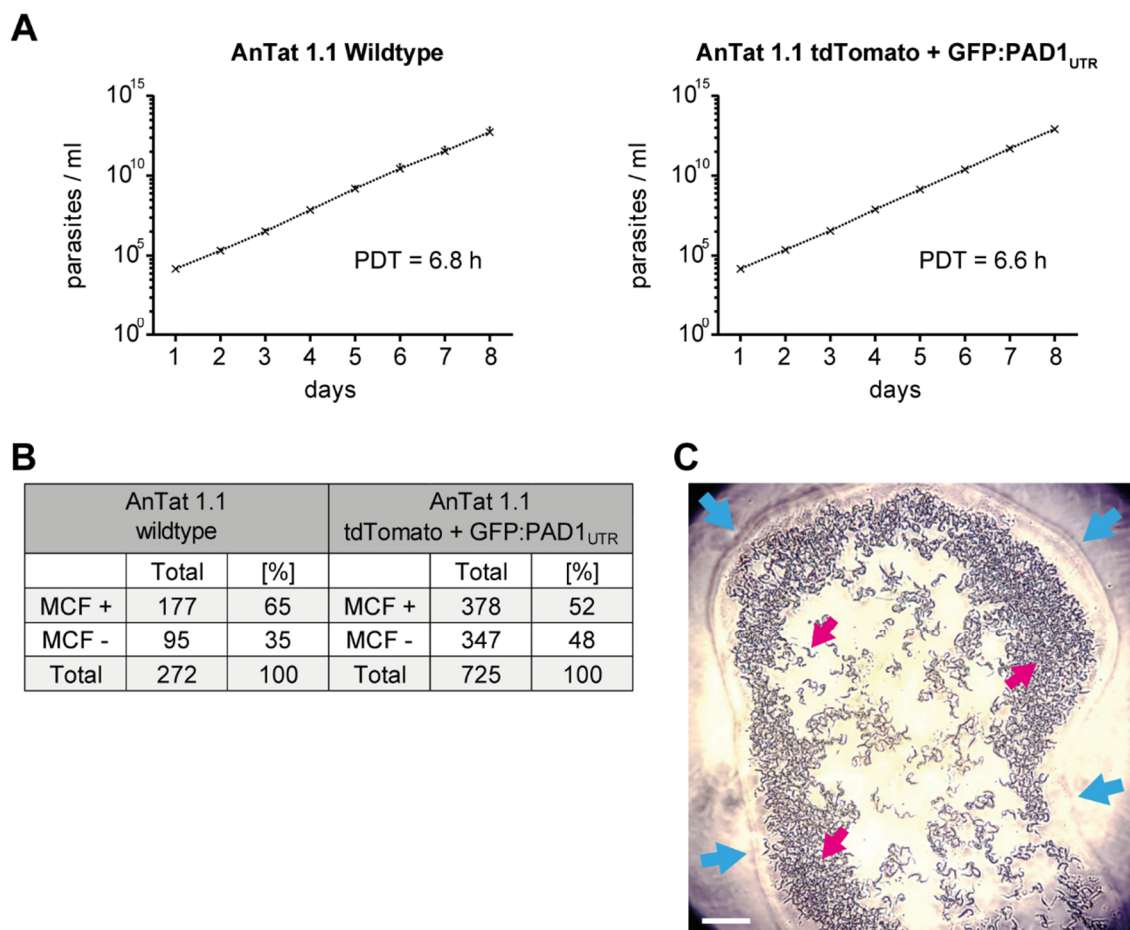 A
AnTat 1.1 Wildtype
10^15
10^10
10^5
10^0
parasites / ml
PDT = 6.8 h
1 2 3 4 5 6 7 8
days
AnTat 1.1 tdTomato + GFP:PAD1UTR
10^15
10^10
10^5
10^0
parasites / ml
PDT = 6.6 h
1 2 3 4 5 6 7 8
days
B
AnTat 1.1 AnTat 1.1
wildtype tdTomato + GFP:PAD1UTR
Total [%] Total [%]
MCF + 177 65 MCF + 378 52
MCF - 95 35 MCF - 347 48
Total 272 100 Total 725 100
C